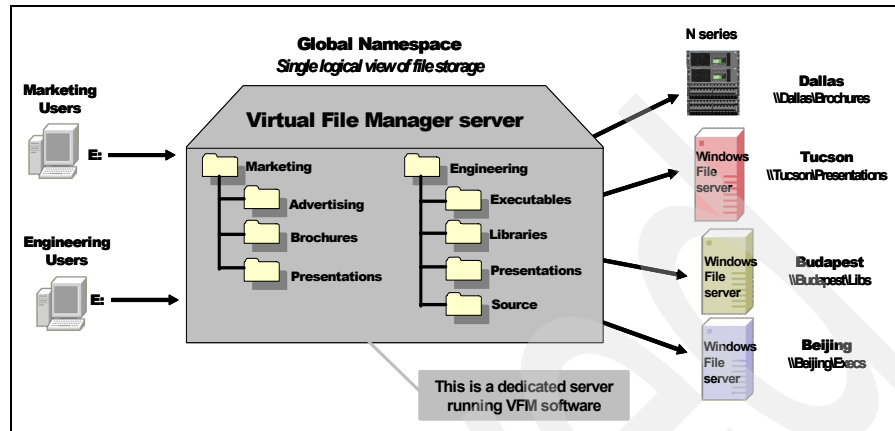 Global Namespace
Single logical view of file storage
N series
Marketing
Users
E:
Virtual File Manager server
Marketing
Advertising
Brochures
Presentations
Engineering
Executables
Libraries
Presentations
Source
Engineering
Users
E:
Dallas
\\Dallas\Brochures
Windows
File
server
Tucson
\\Tucson\Presentations
Windows
File
server
Budapest
\\Budapest\Libs
Windows
File
server
Beijing
\\Beijing\Execs
This is a dedicated server
running VFM software